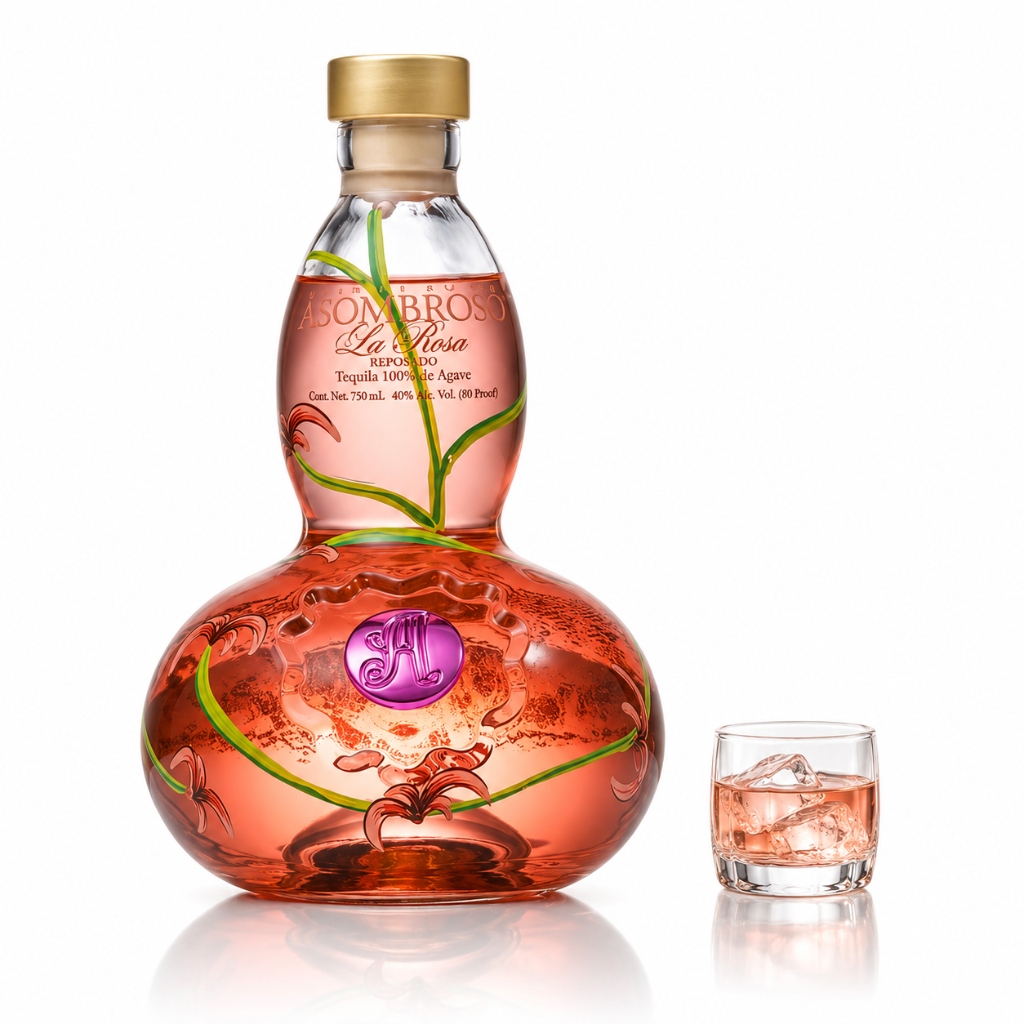 ASOMBROSO
La Rosa
REPOSADO
Tequila 100% de Agave
Cont. Net. 750 mL 40% Alc. Vol. (80 Proof)
A